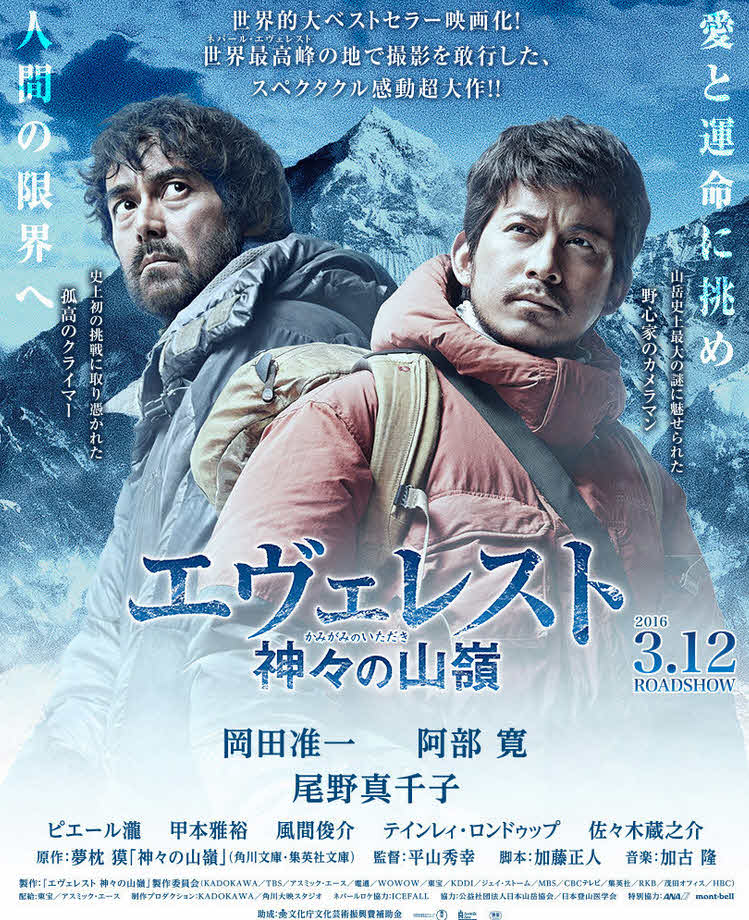 世界的大ベストセラー映画化!
ネパール・エヴェレスト
世界最高峰の地で撮影を敢行した、
スペクタクル感動超大作!!
愛と運命に挑め
人間の限界へ
山岳史上最大の謎に魅せられた
野心家のカメラマン
史上初の挑戦に取り憑かれた
孤高のクライマー
エヴェレスト
かみがみのいただき
神々の山嶺
2016
3.12
ROADSHOW
岡田准一 阿部 寛
尾野真千子
ピエール瀧 甲本雅裕 風間俊介 テインレィ・ロンドゥップ 佐々木蔵之介
原作:夢枕 獏「神々の山嶺」(角川文庫・集英社文庫) 監督:平山秀幸 脚本:加藤正人 音楽:加古 隆
製作:「エヴェレスト 神々の山嶺」製作委員会(KADOKAWA/TBS/アスミック・エース/電通/WOWOW/東宝/KDDI/ジェイ・ストーム/MBS/CBCテレビ/集英社/RKB/茂田オフィス/HBC)
配給:東宝/アスミック・エース 制作プロダクション:KADOKAWA/角川大映スタジオ ネパールロケ協力:ICEFALL 協力:公益社団法人日本山岳協会/日本登山医学会 特別協力:ANA mont-bell
助成:文化庁文化芸術振興費補助金